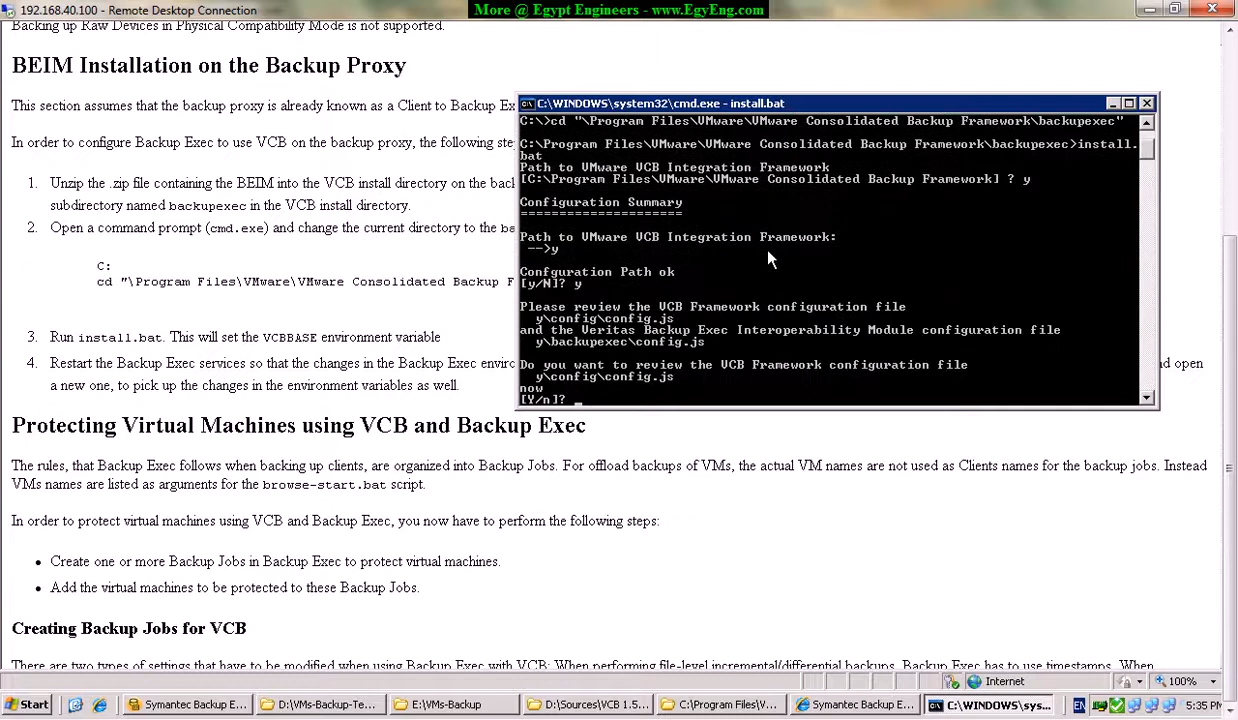 192.168.40.100 - Remote Desktop Connection
More @ Egypt Engineers - www.EgyEng.com
Backing up Raw Devices in Physical Compatibility Mode is not supported.
BEIM Installation on the Backup Proxy
This section assumes that the backup proxy is already known as a Client to Backup Ex
In order to configure Backup Exec to use VCB on the backup proxy, the following ste
1. Unzip the .zip file containing the BEIM into the VCB install directory on the back
subdirectory named backupexec in the VCB install directory.
2. Open a command prompt (cmd.exe) and change the current directory to the be
C:
cd "\Program Files\VMware\VMware Consolidated Backup F
3. Run install.bat. This will set the VCBBASE environment variable
4. Restart the Backup Exec services so that the changes in the Backup Exec enviro
and open
a new one, to pick up the changes in the environment variables as well.
C:\WINDOWS\system32\cmd.exe - install.bat
C:\>cd "\Program Files\VMware\VMware Consolidated Backup Framework\backupexec"
C:\Program Files\VMware\VMware Consolidated Backup Framework\backupexec>install.
bat
Path to VMware VCB Integration Framework
[C:\Program Files\VMware\VMware Consolidated Backup Framework] ? y
Configuration Summary
=====================
Path to VMware VCB Integration Framework:
-->y
Confguration Path ok
[y/N]? y
Please review the VCB Framework configuration file
y\config\config.js
and the Veritas Backup Exec Interoperability Module configuration file
y\backupexec\config.js
Do you want to review the VCB Framework configuration file
y\config\config.js
now
[Y/n]? _
Protecting Virtual Machines using VCB and Backup Exec
The rules, that Backup Exec follows when backing up clients, are organized into Backup Jobs. For offload backups of VMs, the actual VM names are not used as Clients names for the backup jobs. Instead
VMs names are listed as arguments for the browse-start.bat script.
In order to protect virtual machines using VCB and Backup Exec, you now have to perform the following steps:
• Create one or more Backup Jobs in Backup Exec to protect virtual machines.
• Add the virtual machines to be protected to these Backup Jobs.
Creating Backup Jobs for VCB
There are two types of settings that have to be modified when using Backup Exec with VCB: When performing file-level incremental/differential backups, Backup Exec has to use timestamps. When
Internet
100%
Start
Symantec Backup E...
D:\VMs-Backup-Te...
E:\VMs-Backup
D:\Sources\VCB 1.5...
C:\Program Files\V...
Symantec Backup E...
C:\WINDOWS\sys...
EN
5:35 PM